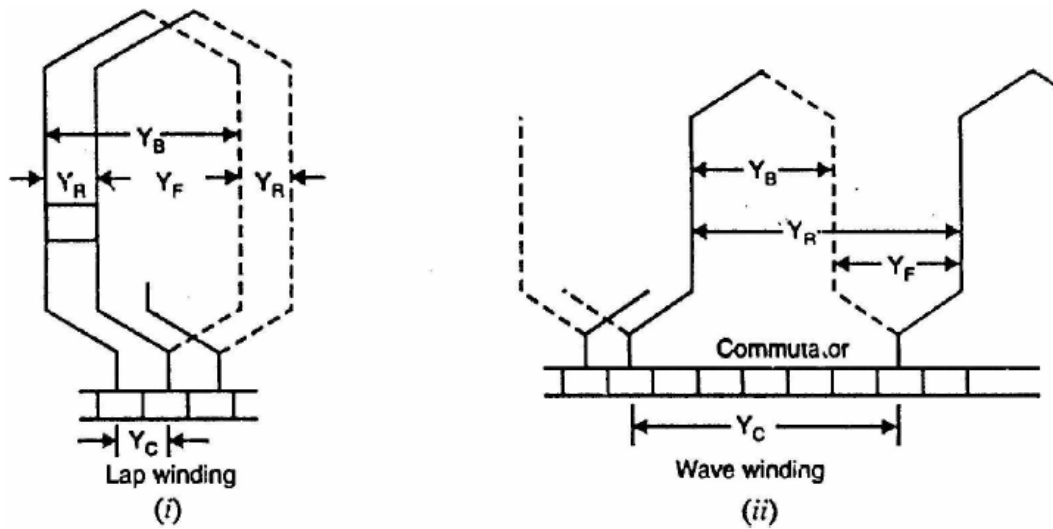 Y_B
Y_R Y_F Y_R
Y_C
Lap winding
(i)
Y_B
Y_R
Y_F
Commutator
Y_C
Wave winding
(ii)